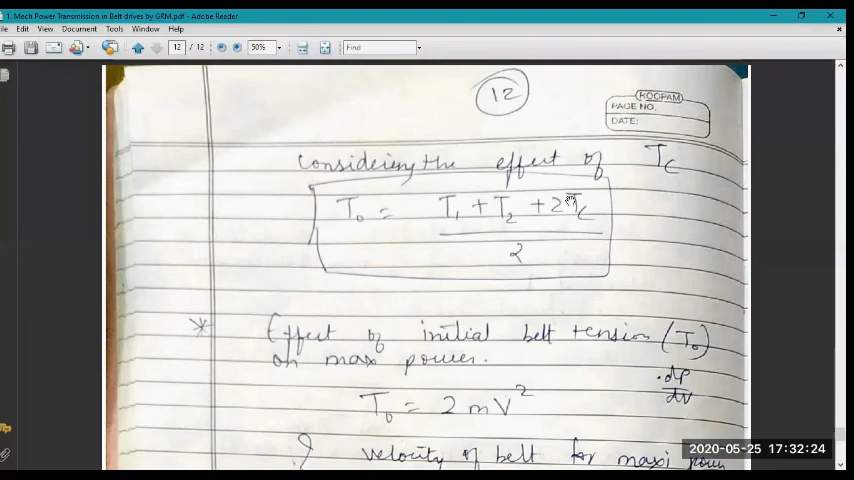 1. Mech Power Transmission in Belt drives by GRM.pdf - Adobe Reader
File Edit View Document Tools Window Help
12 / 12 50% Find
12
ROOPAM
PAGE NO.
DATE:
Considering the effect of Tc
T₀ = T₁ + T₂ + 2Tc
2
* Effect of initial belt tension (T₀)
on max power.
dp
dv
T₀ = 2mV²
velocity of belt for maxi power
2020-05-25 17:32:24